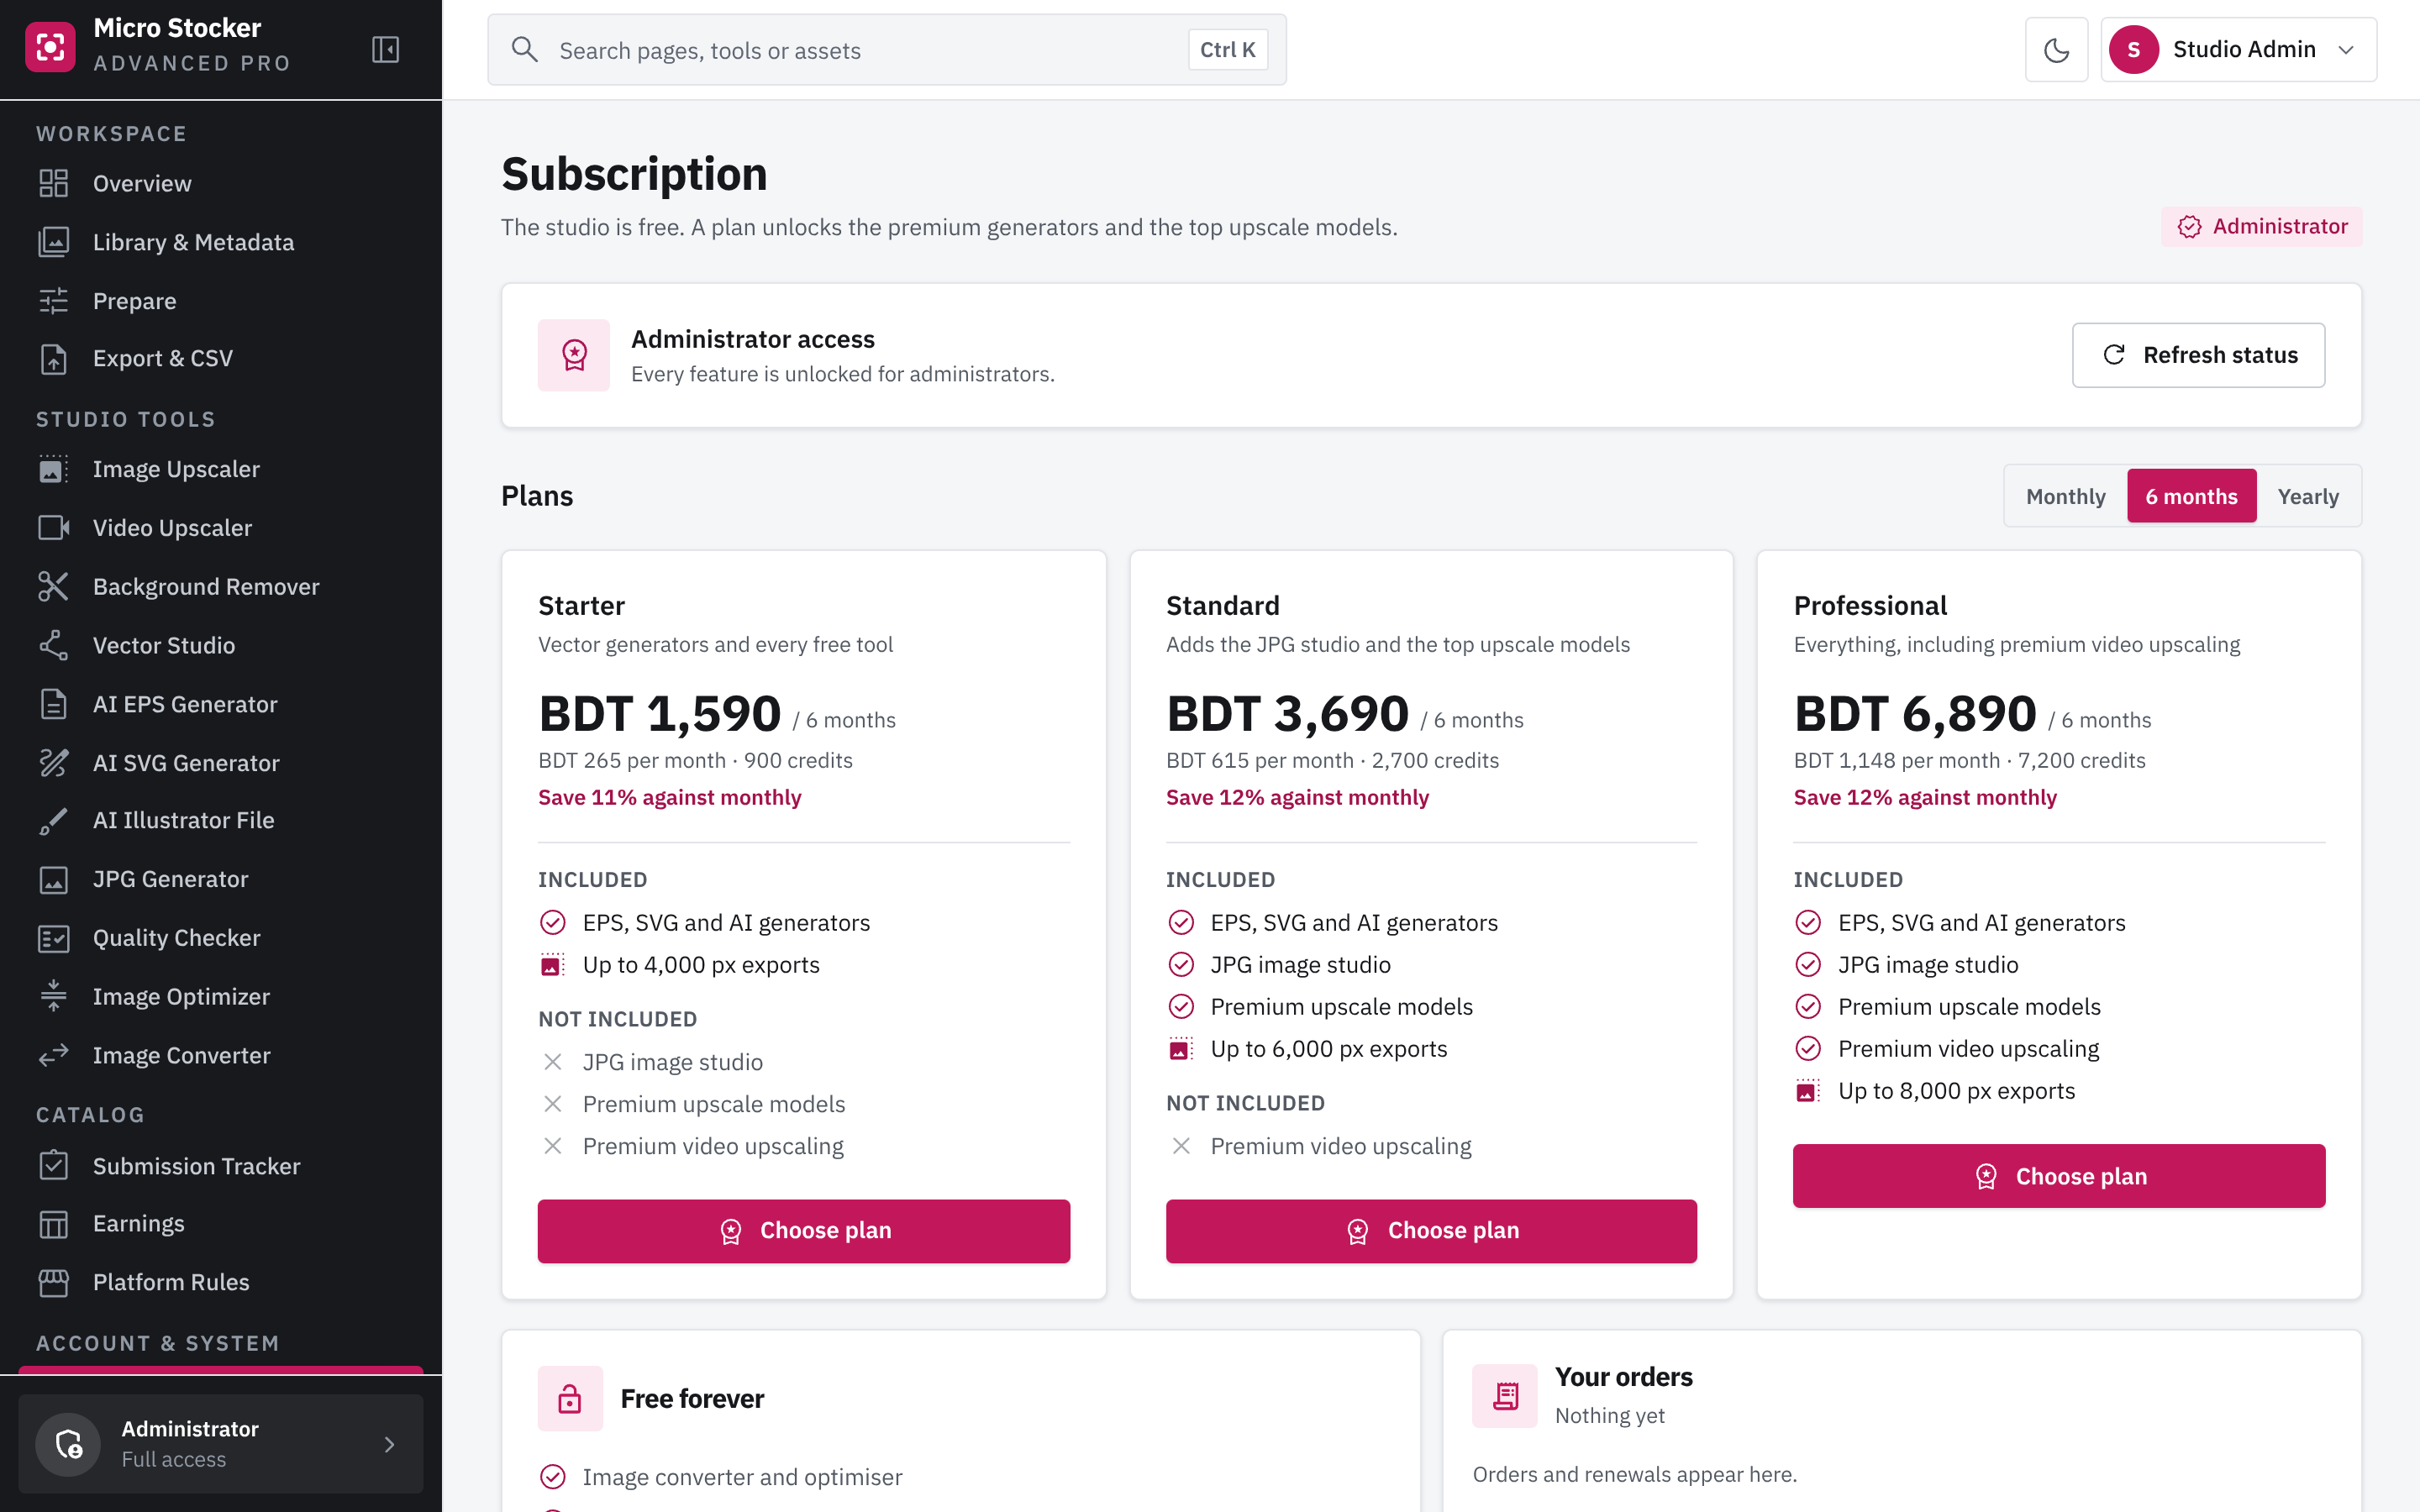 Micro Stocker
ADVANCED PRO
Search pages, tools or assets
Ctrl K
S
Studio Admin
WORKSPACE
Overview
Library & Metadata
Prepare
Export & CSV
STUDIO TOOLS
Image Upscaler
Video Upscaler
Background Remover
Vector Studio
AI EPS Generator
AI SVG Generator
AI Illustrator File
JPG Generator
Quality Checker
Image Optimizer
Image Converter
CATALOG
Submission Tracker
Earnings
Platform Rules
ACCOUNT & SYSTEM
Administrator
Full access
Subscription
The studio is free. A plan unlocks the premium generators and the top upscale models.
Administrator
Administrator access
Every feature is unlocked for administrators.
Refresh status
Plans
Monthly
6 months
Yearly
Starter
Vector generators and every free tool
BDT 1,590 / 6 months
BDT 265 per month · 900 credits
Save 11% against monthly
INCLUDED
EPS, SVG and AI generators
Up to 4,000 px exports
NOT INCLUDED
JPG image studio
Premium upscale models
Premium video upscaling
Choose plan
Standard
Adds the JPG studio and the top upscale models
BDT 3,690 / 6 months
BDT 615 per month · 2,700 credits
Save 12% against monthly
INCLUDED
EPS, SVG and AI generators
JPG image studio
Premium upscale models
Up to 6,000 px exports
NOT INCLUDED
Premium video upscaling
Choose plan
Professional
Everything, including premium video upscaling
BDT 6,890 / 6 months
BDT 1,148 per month · 7,200 credits
Save 12% against monthly
INCLUDED
EPS, SVG and AI generators
JPG image studio
Premium upscale models
Premium video upscaling
Up to 8,000 px exports
Choose plan
Free forever
Image converter and optimiser
Your orders
Nothing yet
Orders and renewals appear here.